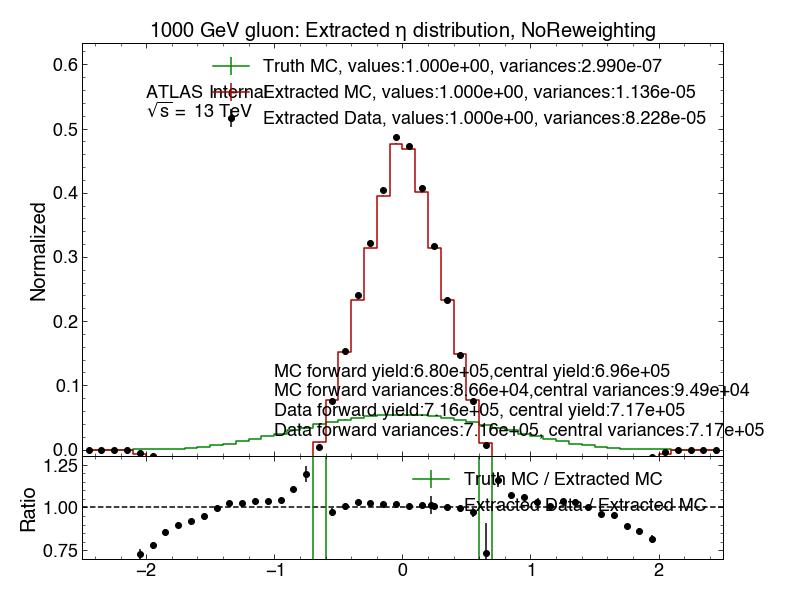 1000 GeV gluon: Extracted η distribution, NoReweighting
Truth MC, values:1.000e+00, variances:2.990e-07
ATLAS Internal
Extracted MC, values:1.000e+00, variances:1.136e-05
√s = 13 TeV
Extracted Data, values:1.000e+00, variances:8.228e-05
Normalized
0.6
0.5
0.4
0.3
0.2
0.1
0.0
MC forward yield:6.80e+05,central yield:6.96e+05
MC forward variances:8.66e+04,central variances:9.49e+04
Data forward yield:7.16e+05, central yield:7.17e+05
Data forward variances:7.16e+05, central variances:7.17e+05
Ratio
1.25
1.00
0.75
Truth MC / Extracted MC
Extracted Data / Extracted MC
−2
−1
0
1
2